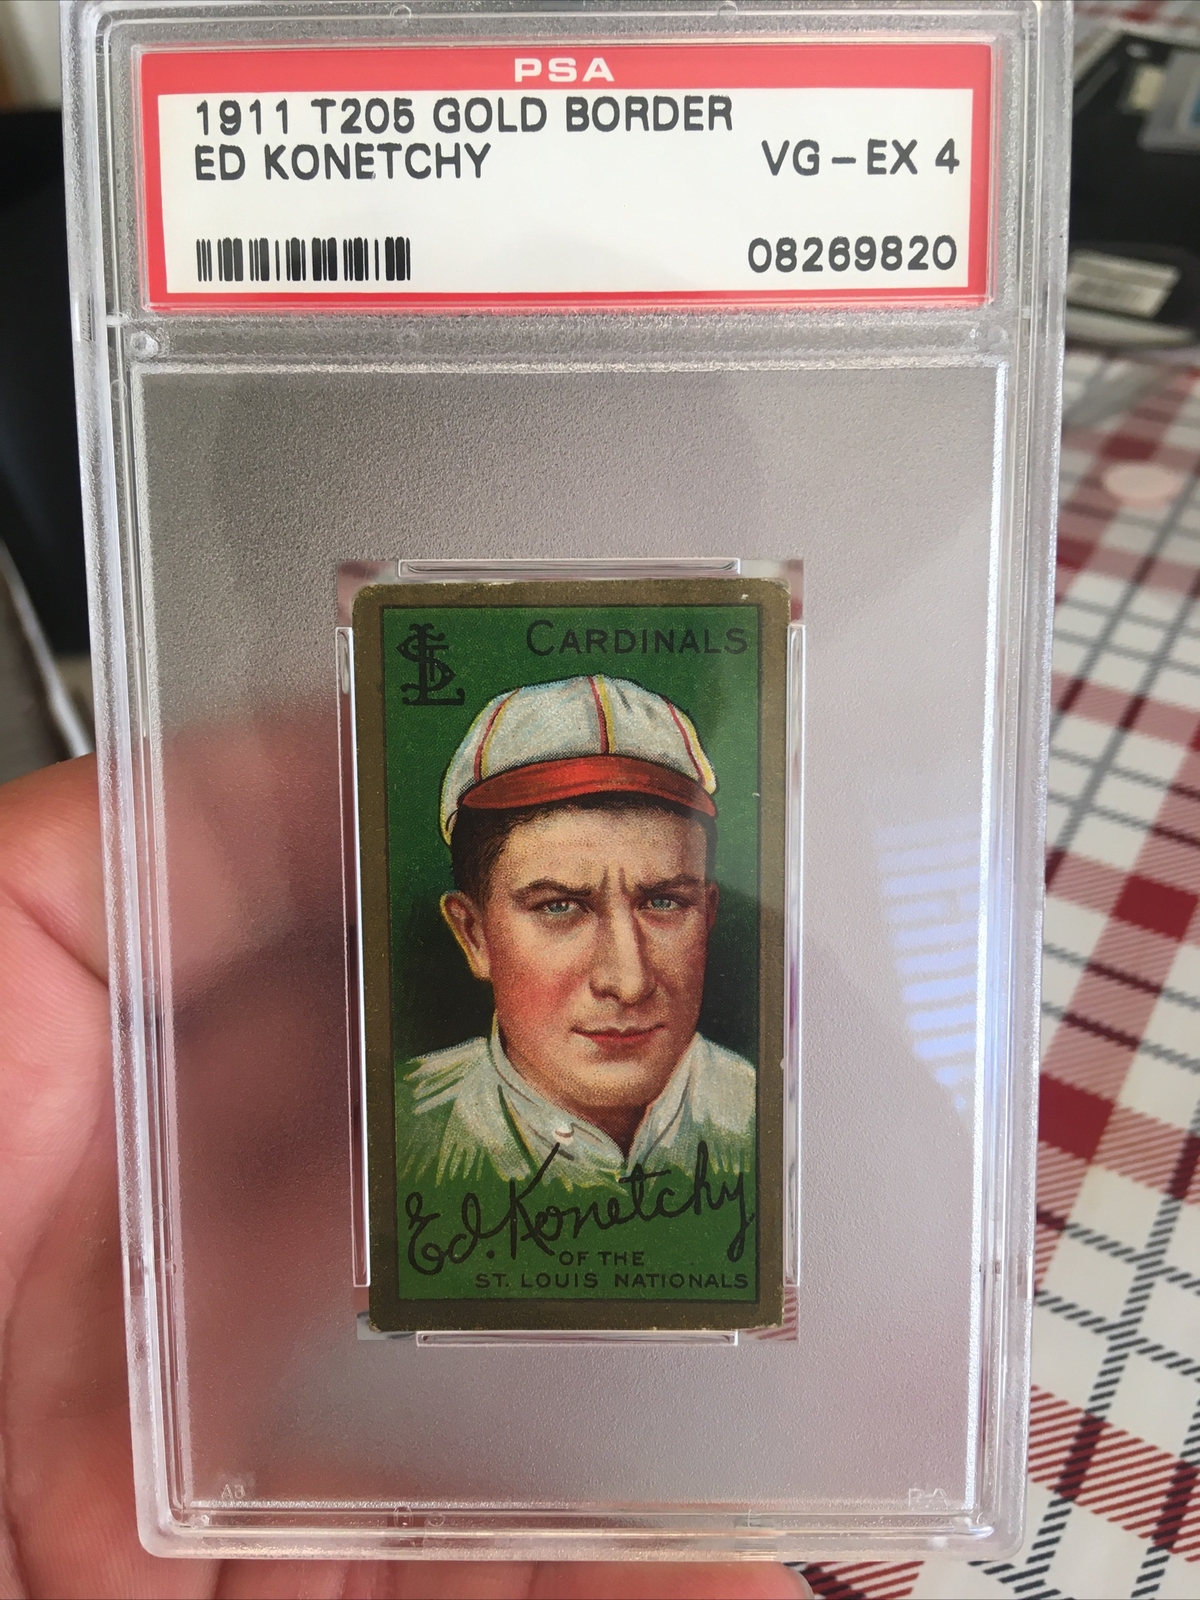 PSA
1911 T205 GOLD BORDER
ED KONETCHY VG-EX 4
08269820
STL CARDINALS
Ed. Konetchy
OF THE
ST. LOUIS NATIONALS